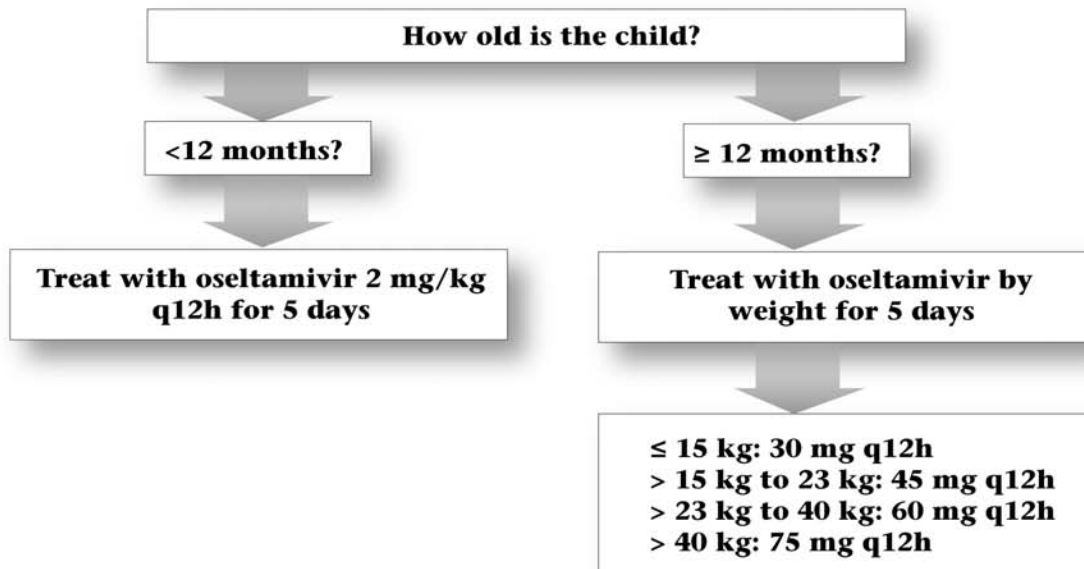 How old is the child?
<12 months?
≥ 12 months?
Treat with oseltamivir 2 mg/kg
q12h for 5 days
Treat with oseltamivir by
weight for 5 days
≤ 15 kg: 30 mg q12h
> 15 kg to 23 kg: 45 mg q12h
> 23 kg to 40 kg: 60 mg q12h
> 40 kg: 75 mg q12h